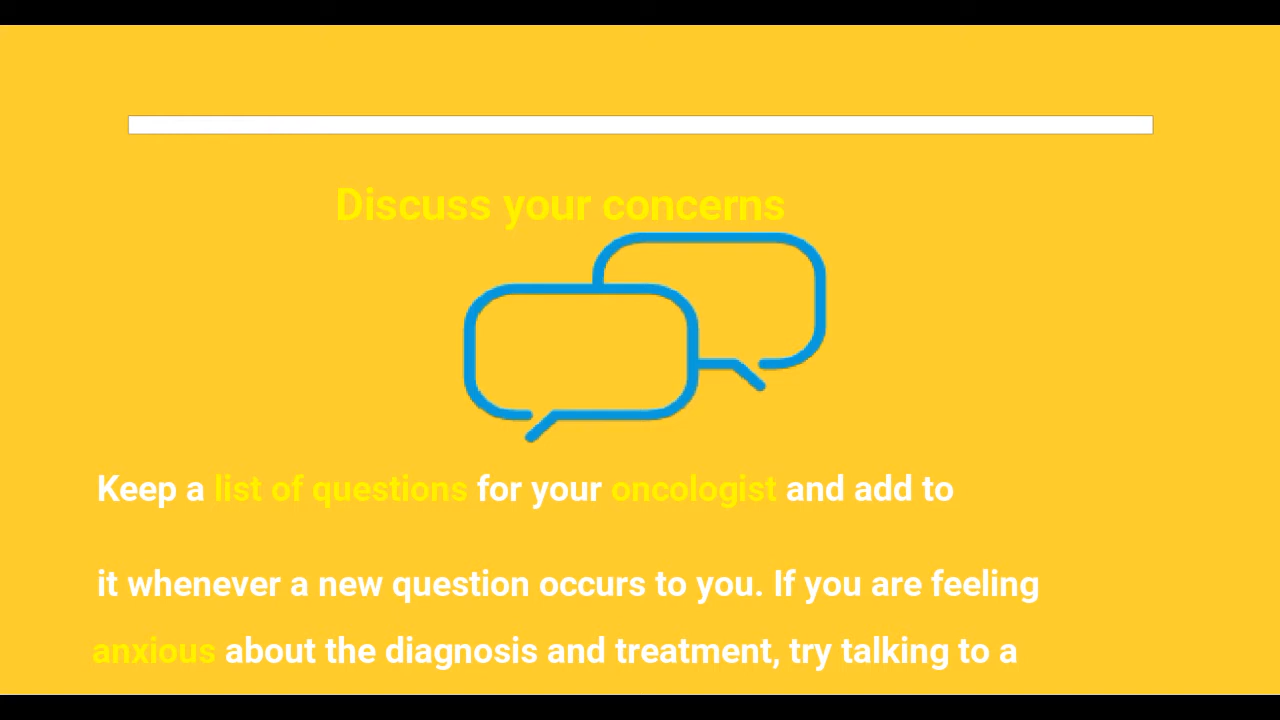 Discuss your concerns
Keep a list of questions for your oncologist and add to
it whenever a new question occurs to you. If you are feeling
anxious about the diagnosis and treatment, try talking to a